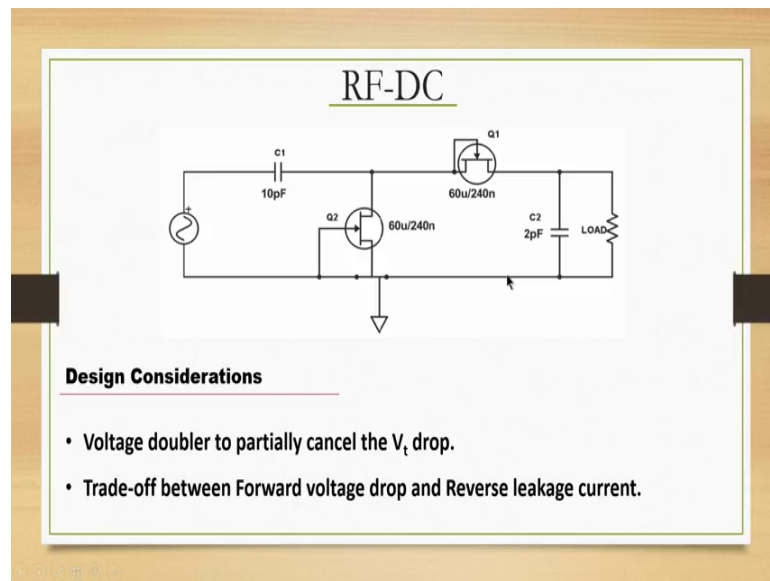 RF-DC
Q1
C1
10pF
60u/240n
Q2
60u/240n
C2
2pF
LOAD
+
Design Considerations
• Voltage doubler to partially cancel the Vt drop.
• Trade-off between Forward voltage drop and Reverse leakage current.